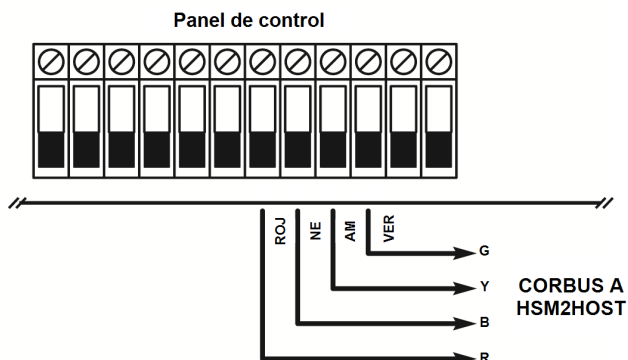 Panel de control
ROJ
NE
AM
VER
G
Y
CORBUS A
HSM2HOST
B
R